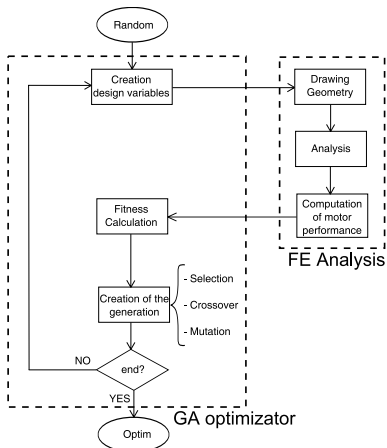 Random
Creation
design variables
Drawing
Geometry
Analysis
Computation
of motor
performance
FE Analysis
Fitness
Calculation
Creation of the
generation
- Selection
- Crossover
- Mutation
end?
NO
YES
GA optimizator
Optim